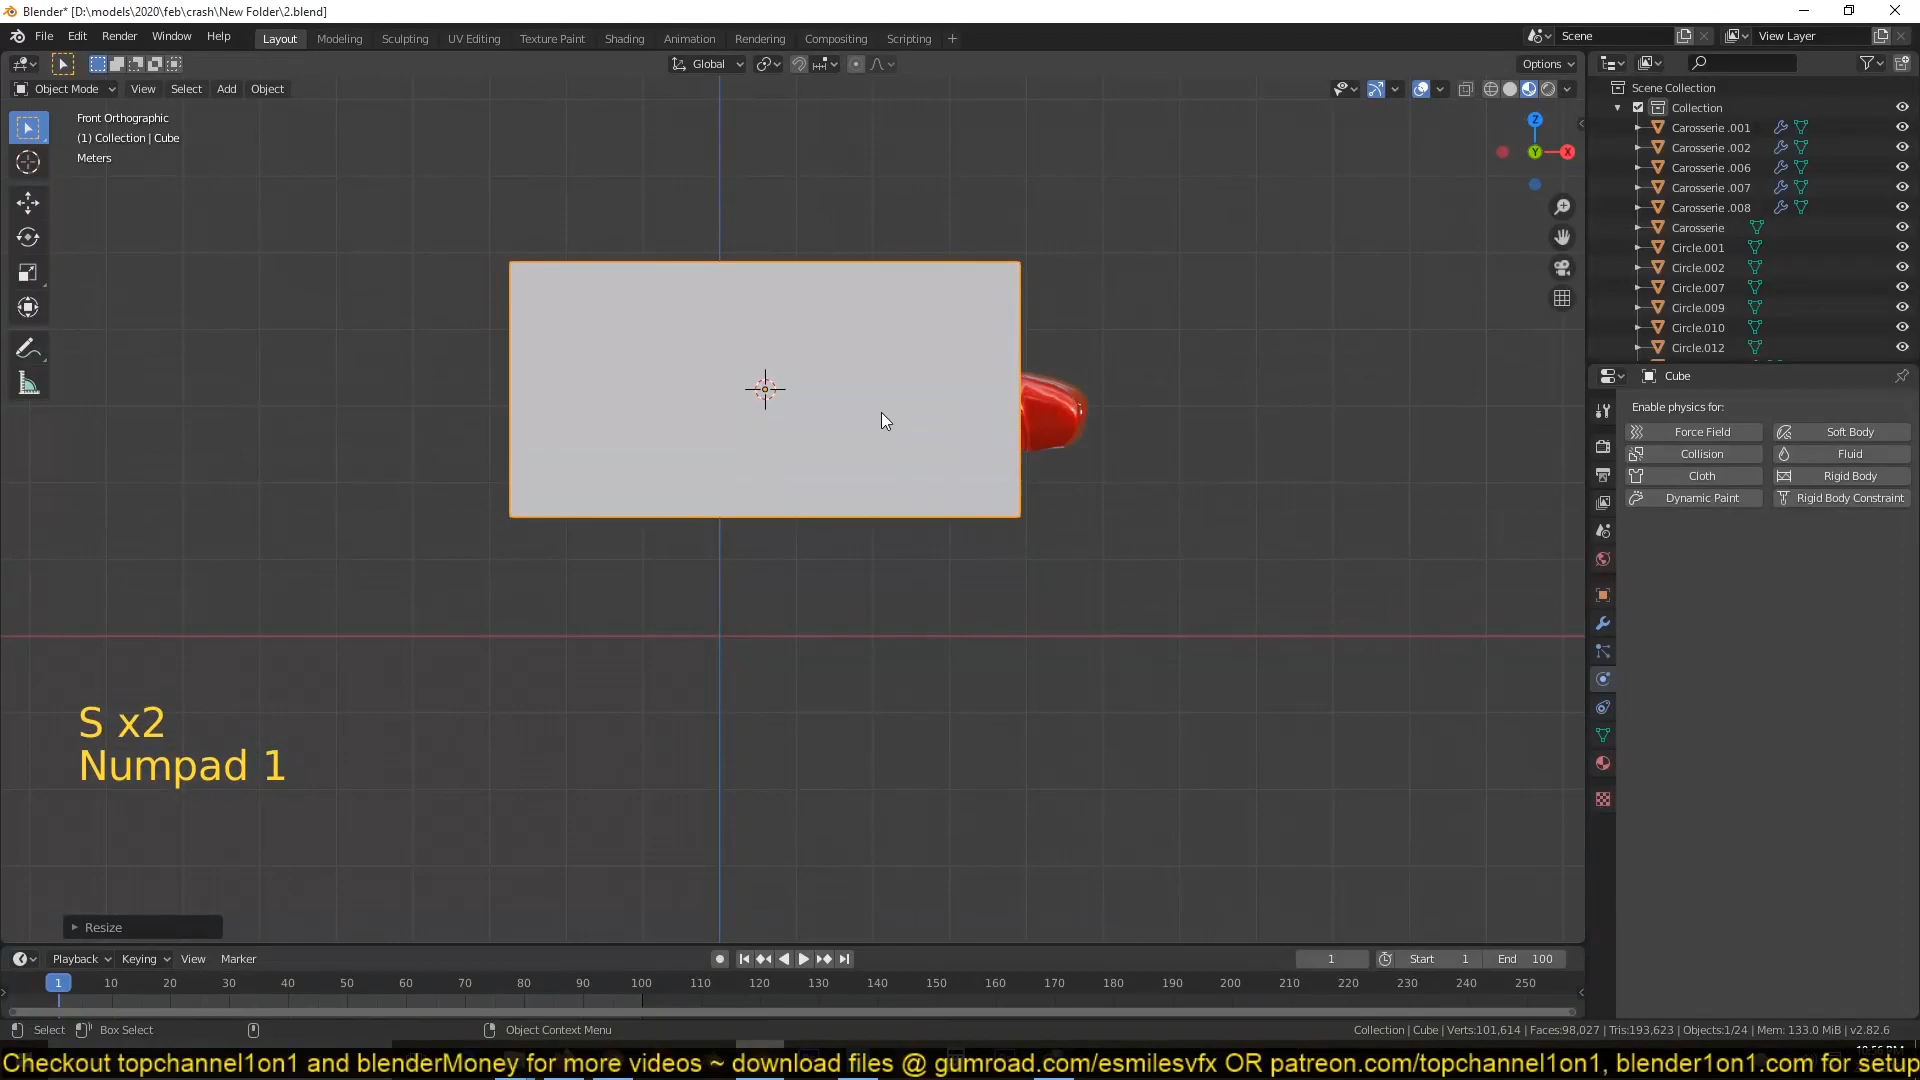 Blender* [D:\models\2020\feb\crash\New Folder\2.blend]
File Edit Render Window Help
Layout Modeling Sculpting UV Editing Texture Paint Shading Animation Rendering Compositing Scripting +
Scene
View Layer
Global
Options
Object Mode View Select Add Object
Front Orthographic
(1) Collection | Cube
Meters
Z
Y
X
Scene Collection
Collection
Carosserie .001
Carosserie .002
Carosserie .006
Carosserie .007
Carosserie .008
Carosserie
Circle.001
Circle.002
Circle.007
Circle.009
Circle.010
Circle.012
Cube
Enable physics for:
Force Field Soft Body
Collision Fluid
Cloth Rigid Body
Dynamic Paint Rigid Body Constraint
S x2
Numpad 1
Resize
Playback Keying View Marker
1 Start 1 End 100
1 10 20 30 40 50 60 70 80 90 100 110 120 130 140 150 160 170 180 190 200 210 220 230 240 250
Select Box Select Object Context Menu
Collection | Cube | Verts:101,614 | Faces:98,027 | Tris:193,623 | Objects:1/24 | Mem: 133.0 MiB | v2.82.6
Checkout topchannel1on1 and blenderMoney for more videos ~ download files @ gumroad.com/esmilesvfx OR patreon.com/topchannel1on1, blender1on1.com for setup